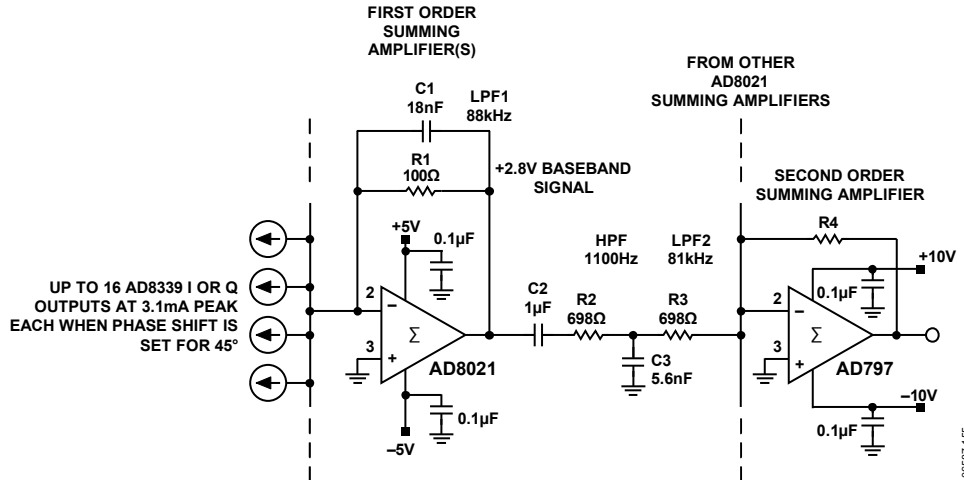 FIRST ORDER
SUMMING
AMPLIFIER(S)
C1
18nF
LPF1
88kHz
R1
100Ω
+2.8V BASEBAND
SIGNAL
FROM OTHER
AD8021
SUMMING AMPLIFIERS
SECOND ORDER
SUMMING AMPLIFIER
R4
+5V
0.1µF
HPF
1100Hz
LPF2
81kHz
+10V
0.1µF
UP TO 16 AD8339 I OR Q
OUTPUTS AT 3.1mA PEAK
EACH WHEN PHASE SHIFT IS
SET FOR 45°
2
–
Σ
3
+
AD8021
C2
1µF
R2
698Ω
R3
698Ω
C3
5.6nF
2
–
Σ
3
+
AD797
0.1µF
–5V
–10V
0.1µF